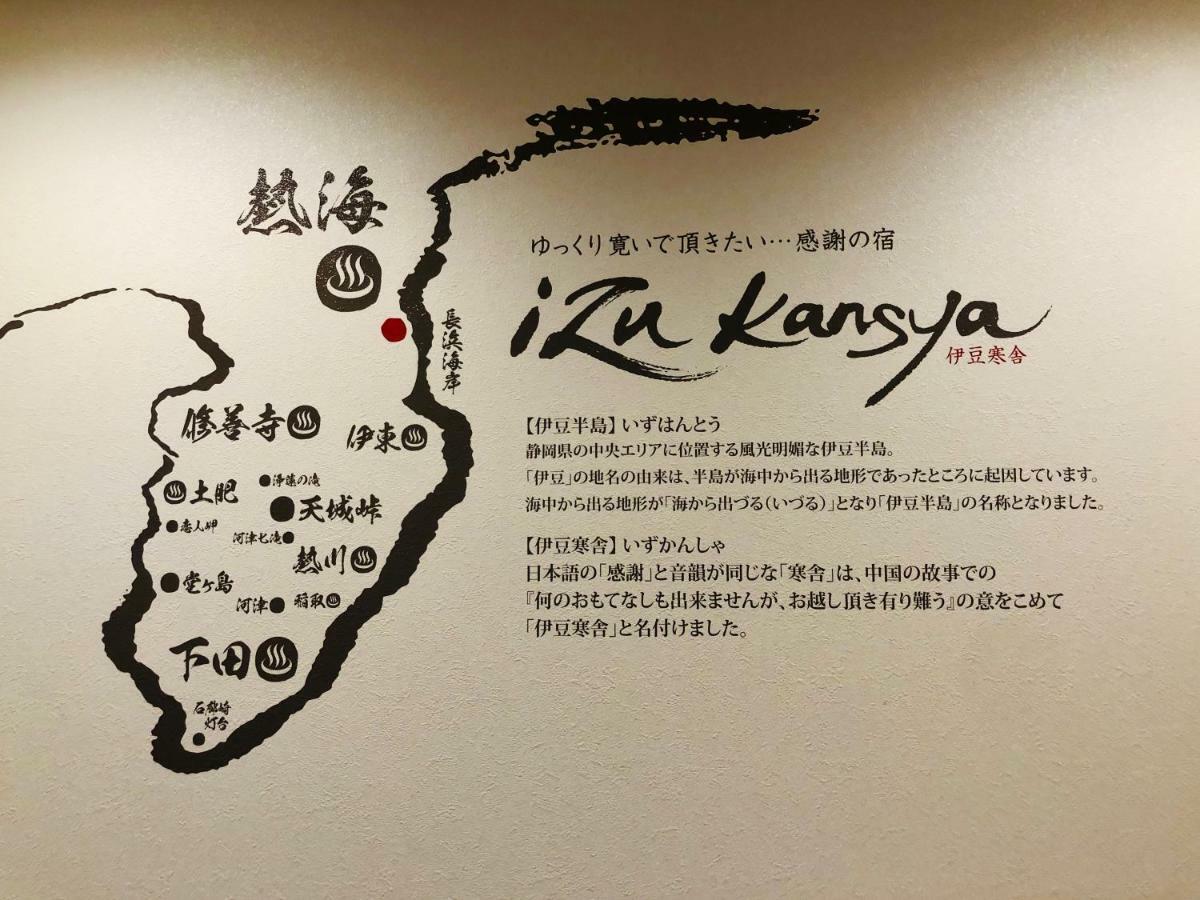 熱海
長浜海岸
修善寺
伊東
土肥
浄蓮の滝
天城峠
恋人岬
河津七滝
熱川
堂ヶ島
河津
稲取
下田
石廊崎
灯台
ゆっくり寛いで頂きたい…感謝の宿
izu kansya
伊豆寒舎
【伊豆半島】いずはんとう
静岡県の中央エリアに位置する風光明媚な伊豆半島。
「伊豆」の地名の由来は、半島が海中から出る地形であったところに起因しています。
海中から出る地形が「海から出づる(いづる)」となり「伊豆半島」の名称となりました。
【伊豆寒舎】いずかんしゃ
日本語の「感謝」と音韻が同じな「寒舎」は、中国の故事での
『何のおもてなしも出来ませんが、お越し頂き有り難う』の意をこめて
「伊豆寒舎」と名付けました。